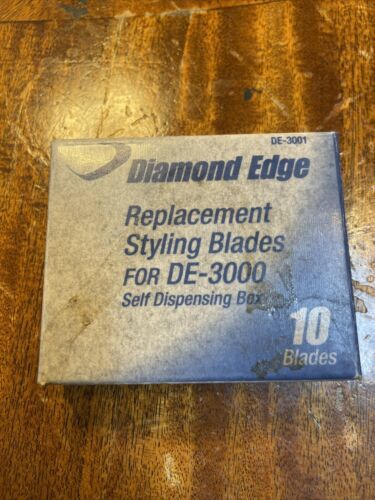 DE-3001
Diamond Edge
Replacement
Styling Blades
FOR DE-3000
Self Dispensing Box
10
Blades